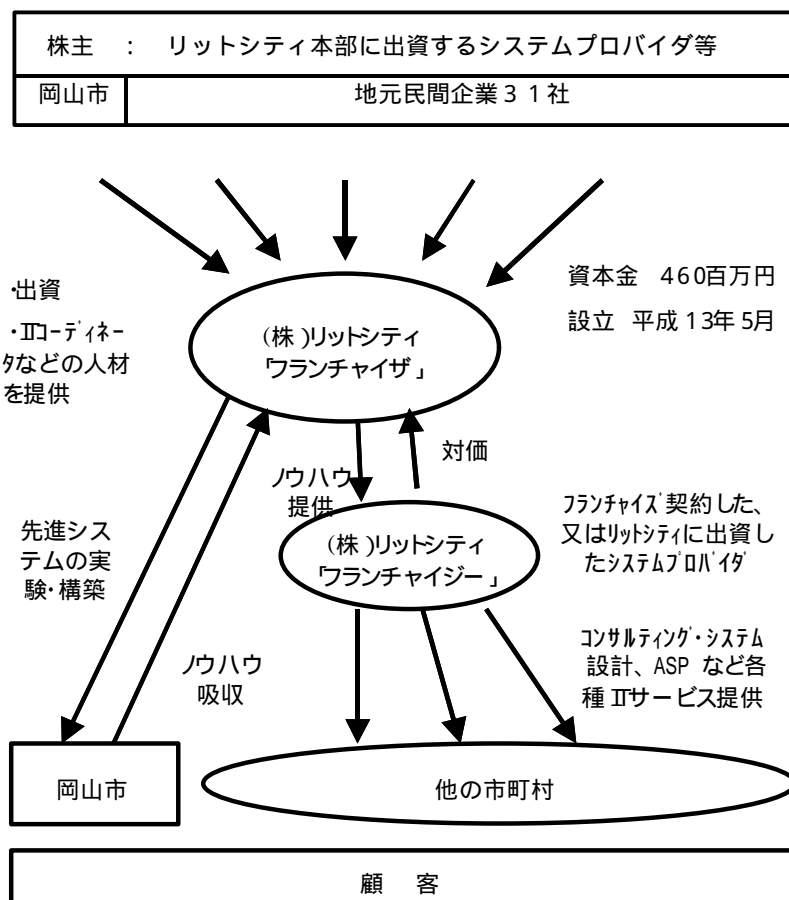 株主 : リットシティ本部に出資するシステムプロバイダ等
岡山市 地元民間企業31社
・出資
・ITコーディネー
タなどの人材
を提供
(株)リットシティ
「フランチャイザ」
資本金 460百万円
設立 平成13年5月
ノウハウ
提供
対価
先進シス
テムの実
験・構築
(株)リットシティ
「フランチャイジー」
フランチャイズ契約した、
又はリットシティに出資し
たシステムプロバイダ
ノウハウ
吸収
コンサルティング・システム
設計、ASP など各
種ITサービス提供
岡山市
他の市町村
顧 客